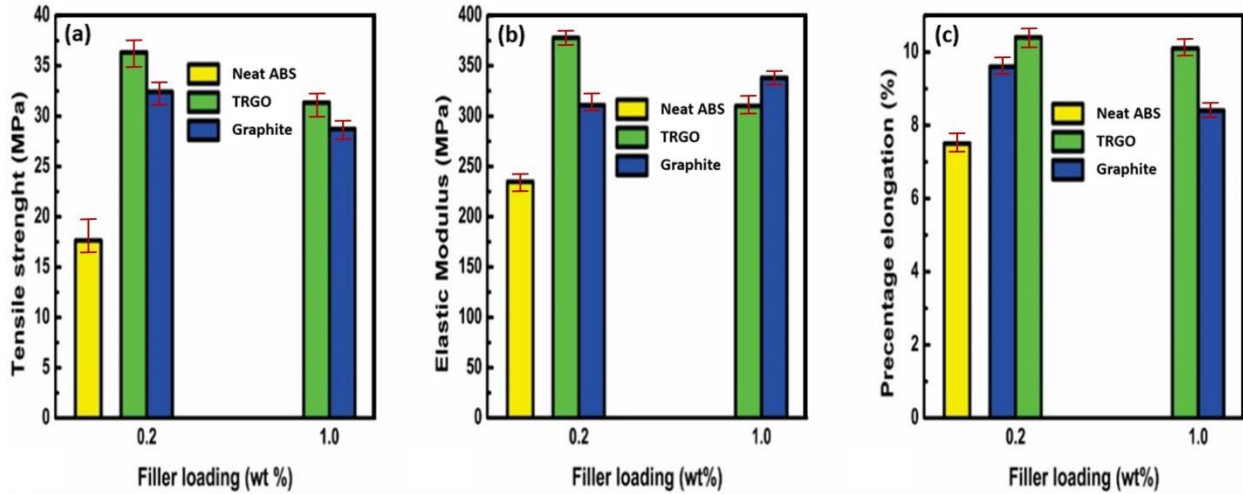 (a)
Neat ABS
TRGO
Graphite
Tensile strenght (MPa)
40
35
30
25
20
15
10
5
0
0.2
1.0
Filler loading (wt %)
(b)
Neat ABS
TRGO
Graphite
Elastic Modulus (MPa)
400
350
300
250
200
150
100
50
0
0.2
1.0
Filler loading (wt%)
(c)
Neat ABS
TRGO
Graphite
Precentage elongation (%)
10
8
6
4
2
0
0.2
1.0
Filler loading (wt%)